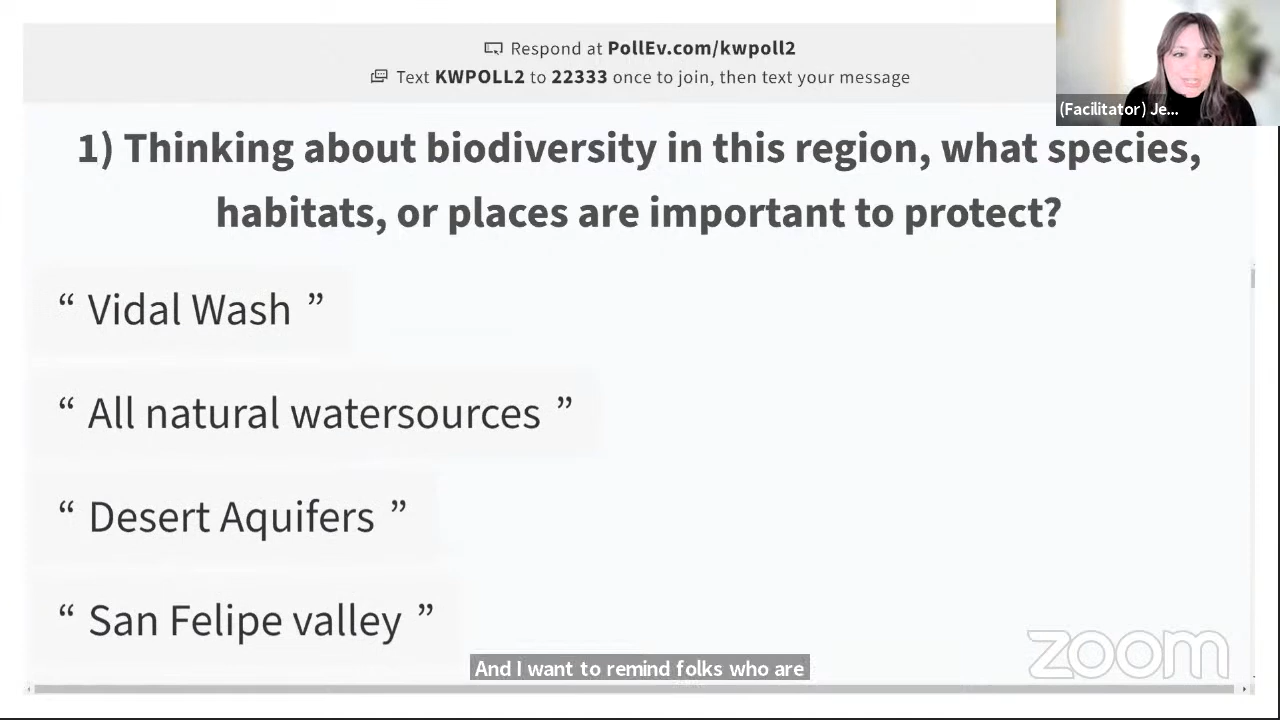 Respond at PollEv.com/kwpoll2
Text KWPOLL2 to 22333 once to join, then text your message
(Facilitator) Je...
1) Thinking about biodiversity in this region, what species,
habitats, or places are important to protect?
“ Vidal Wash ”
“ All natural watersources ”
“ Desert Aquifers ”
“ San Felipe valley ”
And I want to remind folks who are
zoom